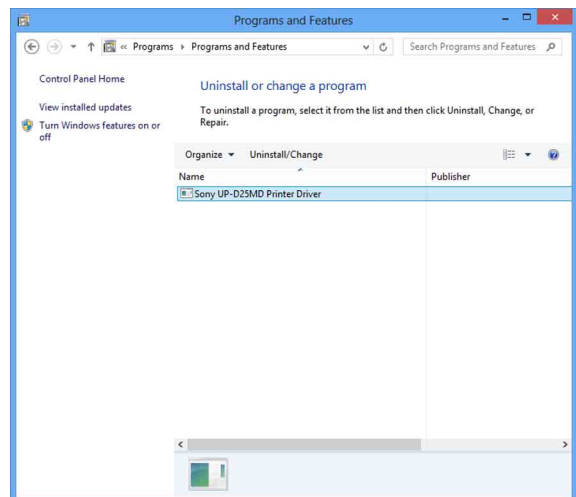 Programs and Features
« Programs ▸ Programs and Features
Search Programs and Features
Control Panel Home
View installed updates
Turn Windows features on or
off
Uninstall or change a program
To uninstall a program, select it from the list and then click Uninstall, Change, or
Repair.
Organize Uninstall/Change
Name Publisher
Sony UP-D25MD Printer Driver